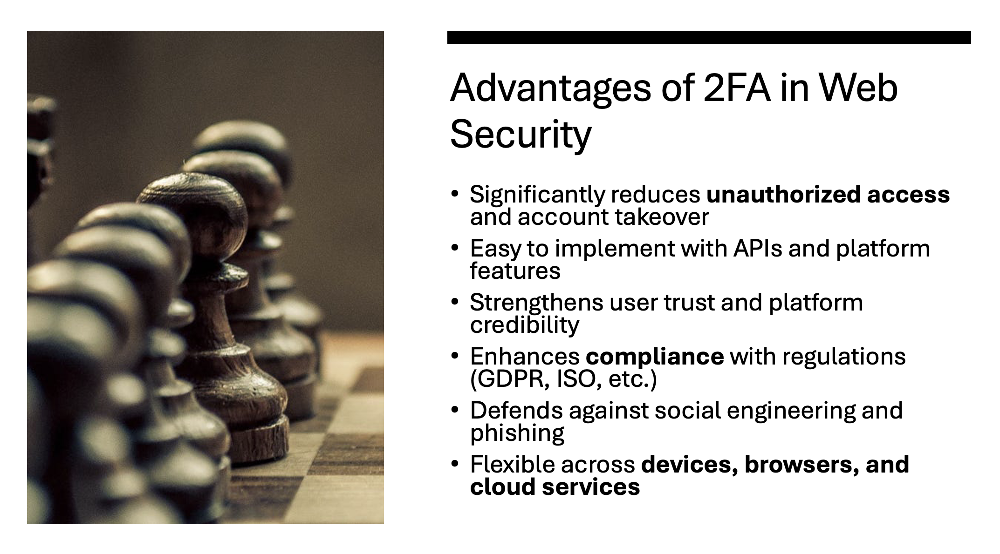 Advantages of 2FA in Web
Security
• Significantly reduces unauthorized access
and account takeover
• Easy to implement with APIs and platform
features
• Strengthens user trust and platform
credibility
• Enhances compliance with regulations
(GDPR, ISO, etc.)
• Defends against social engineering and
phishing
• Flexible across devices, browsers, and
cloud services